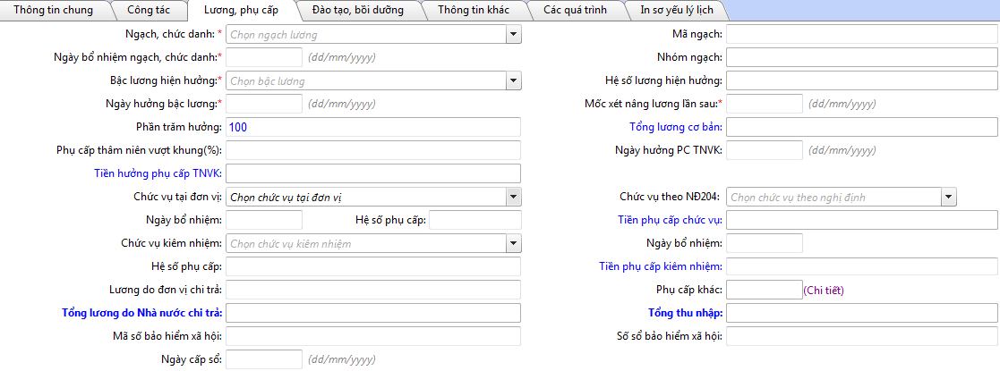 Thông tin chung Công tác Lương, phụ cấp Đào tạo, bồi dưỡng Thông tin khác Các quá trình In sơ yếu lý lịch
Ngạch, chức danh: * Chọn ngạch lương Mã ngạch:
Ngày bổ nhiệm ngạch, chức danh:* (dd/mm/yyyy) Nhóm ngạch:
Bậc lương hiện hưởng:* Chọn bậc lương Hệ số lương hiện hưởng:
Ngày hưởng bậc lương:* (dd/mm/yyyy) Mốc xét nâng lương lần sau:* (dd/mm/yyyy)
Phần trăm hưởng: 100 Tổng lương cơ bản:
Phụ cấp thâm niên vượt khung(%): Ngày hưởng PC TNVK: (dd/mm/yyyy)
Tiền hưởng phụ cấp TNVK:
Chức vụ tại đơn vị: Chọn chức vụ tại đơn vị Chức vụ theo NĐ204: Chọn chức vụ theo nghị định
Ngày bổ nhiệm: Hệ số phụ cấp: Tiền phụ cấp chức vụ:
Chức vụ kiêm nhiệm: Chọn chức vụ kiêm nhiệm Ngày bổ nhiệm:
Hệ số phụ cấp: Tiền phụ cấp kiêm nhiệm:
Lương do đơn vị chi trả: Phụ cấp khác: (Chi tiết)
Tổng lương do Nhà nước chi trả: Tổng thu nhập:
Mã số bảo hiểm xã hội: Số sổ bảo hiểm xã hội:
Ngày cấp sổ: (dd/mm/yyyy)